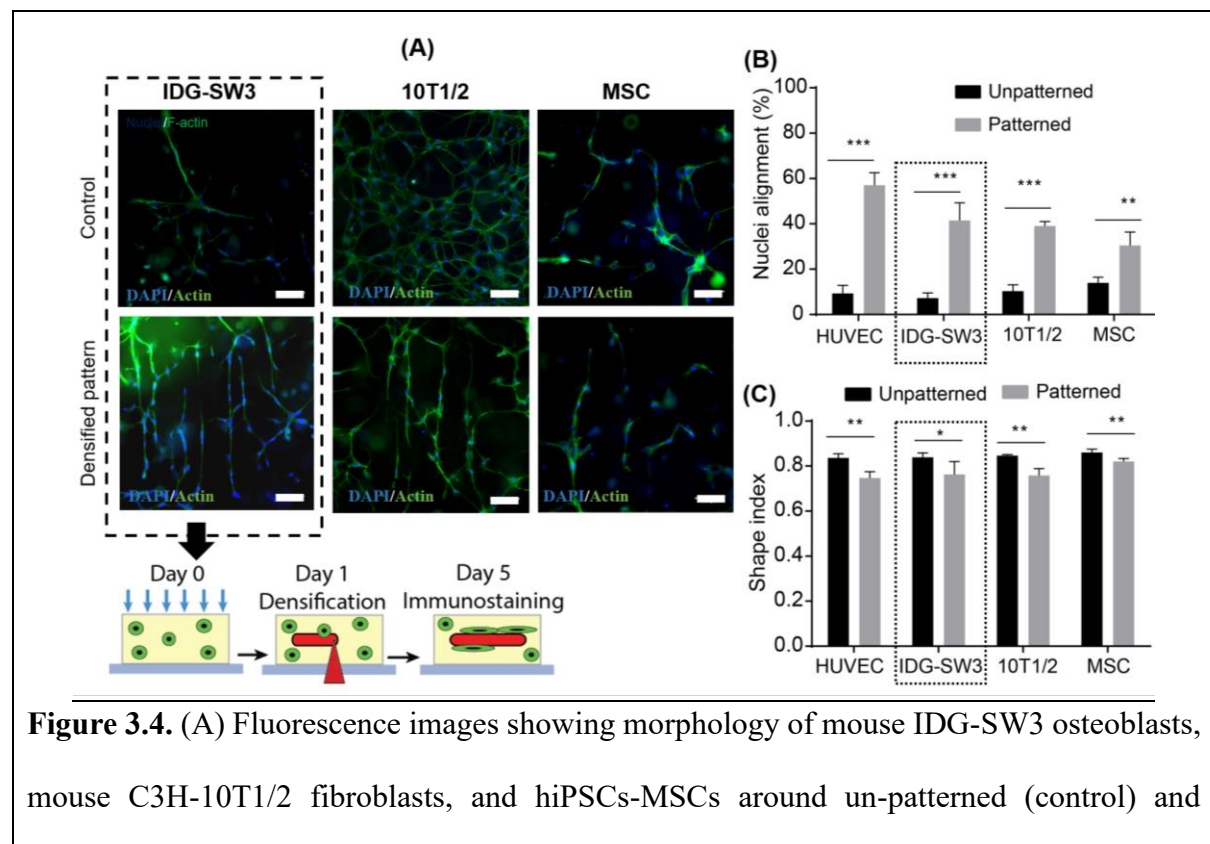 (A)
IDG-SW3
10T1/2
MSC
Control
Nuclei/F-actin
DAPI/Actin
DAPI/Actin
DAPI/Actin
Densified pattern
DAPI/Actin
DAPI/Actin
DAPI/Actin
Day 0
Day 1
Densification
Day 5
Immunostaining
(B)
Nuclei alignment (%)
100
80
60
40
20
0
Unpatterned
Patterned
***
***
***
**
HUVEC
IDG-SW3
10T1/2
MSC
(C)
Unpatterned
Patterned
Shape index
1.0
0.8
0.6
0.4
0.2
0.0
**
*
**
**
HUVEC
IDG-SW3
10T1/2
MSC
Figure 3.4. (A) Fluorescence images showing morphology of mouse IDG-SW3 osteoblasts,
mouse C3H-10T1/2 fibroblasts, and hiPSCs-MSCs around un-patterned (control) and